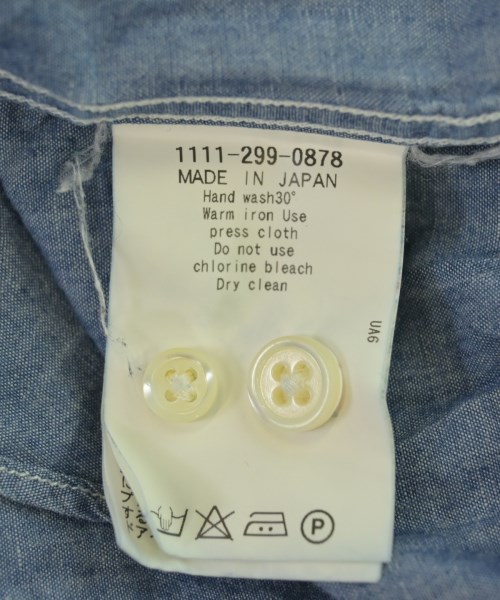 1111-299-0878
MADE IN JAPAN
Hand wash30°
Warm iron Use
press cloth
Do not use
chlorine bleach
Dry clean
UA6
P